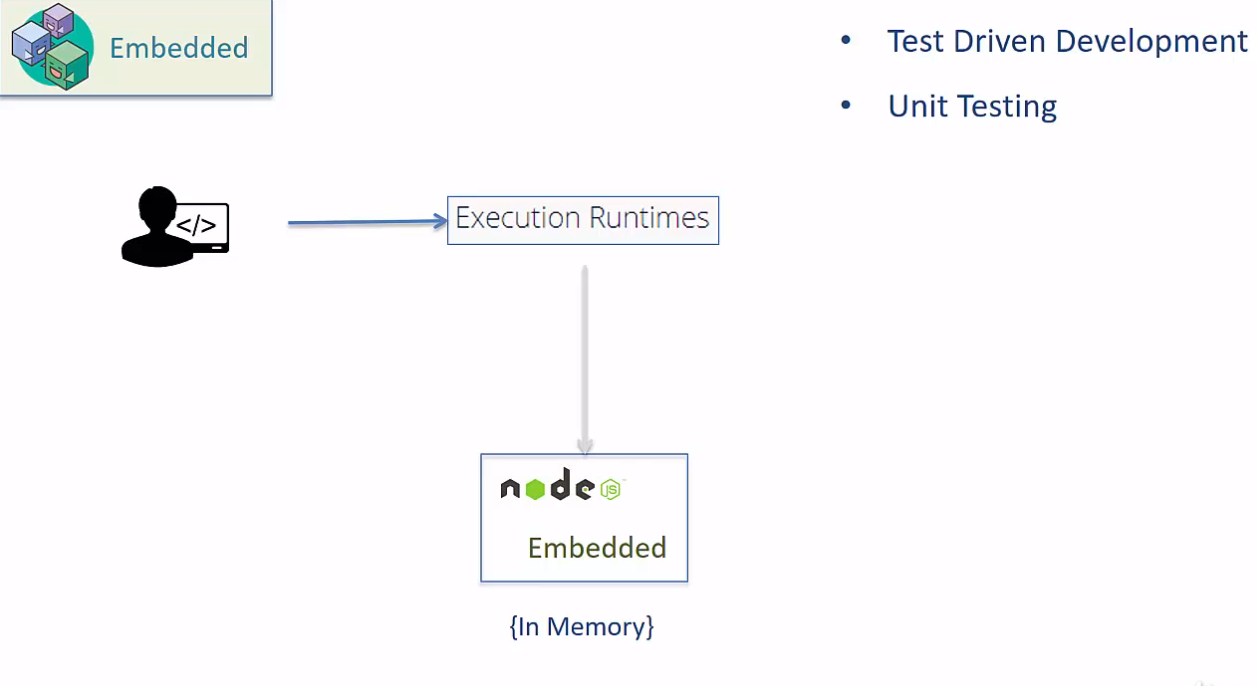 Embedded
• Test Driven Development
• Unit Testing
</>
Execution Runtimes
node JS
Embedded
{In Memory}